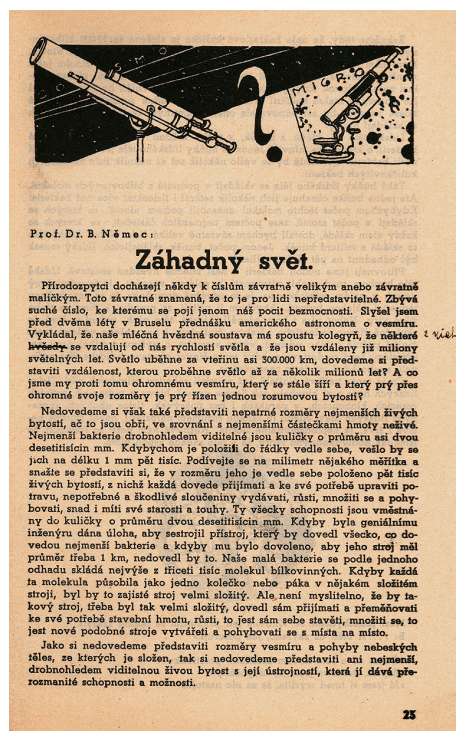 KOSMO
MIKRO
?
Prof. Dr. B. Němec:
Záhadný svět.
Přírodozpytci docházejí někdy k číslům závratně velikým anebo závratně
maličkým. Toto závratné znamená, že to je pro lidi nepředstavitelné. Zbývá
suché číslo, ke kterému se pojí jenom náš pocit bezmocnosti. Slyšel jsem
před dvěma léty v Bruselu přednášku amerického astronoma o vesmíru.
Vykládal, že naše mléčná hvězdná soustava má spoustu kolegyň, že některé z nich
hvězdy se vzdalují od nás rychlostí světla a že jsou vzdáleny již miliony
světelných let. Světlo uběhne za vteřinu asi 300.000 km, dovedeme si před-
staviti vzdálenost, kterou proběhne světlo až za několik milionů let? A co
jsme my proti tomu ohromnému vesmíru, který se stále šíří a který prý přes
ohromné svoje rozměry je prý řízen jednou rozumovou bytostí?
Nedovedeme si však také představiti nepatrné rozměry nejmenších živých
bytostí, ač to jsou obři, ve srovnání s nejmenšími částečkami hmoty neživé.
Nejmenší bakterie drobnohledem viditelné jsou kuličky o průměru asi dvou
desetitisícin mm. Kdybychom je položili do řádky vedle sebe, vešlo by se
jich na délku 1 mm pět tisíc. Podívejte se na milimetr nějakého měřítka a
snažte se představiti si, že v rozměru jeho je vedle sebe položeno pět tisíc
živých bytostí, z nichž každá dovede přijímati a ke své potřebě upraviti po-
travu, nepotřebné a škodlivé sloučeniny vydávati, růsti, množiti se a pohy-
bovati, snad i míti své starosti a touhy. Ty všecky schopnosti jsou vměstná-
ny do kuličky o průměru dvou desetitisícin mm. Kdyby byla geniálnímu
inženýru dána úloha, aby sestrojil přístroj, který by dovedl všecko, co do-
vedou nejmenší bakterie a kdyby mu bylo dovoleno, aby jeho stroj měl
průměr třeba 1 km, nedovedl by to. Naše malá bakterie se podle jednoho
odhadu skládá nejvýše z třiceti tisíc molekul bílkovinných. Kdyby každá
ta molekula působila jako jedno kolečko nebo páka v nějakém složitém
stroji, byl by to zajisté stroj velmi složitý. Ale není myslitelno, že by ta-
kový stroj, třeba byl tak velmi složitý, dovedl sám přijímati a přeměňovati
ke své potřebě stavební hmotu, růsti, to jest sám sebe stavěti, množiti se, to
jest nové podobné stroje vytvářeti a pohybovati se s místa na místo.
Jako si nedovedeme představiti rozměry vesmíru a pohyby nebeských
těles, ze kterých je složen, tak si nedovedeme představiti ani nejmenší,
drobnohledem viditelnou živou bytost s její ústrojností, která jí dává pře-
rozmanité schopnosti a možnosti.
25